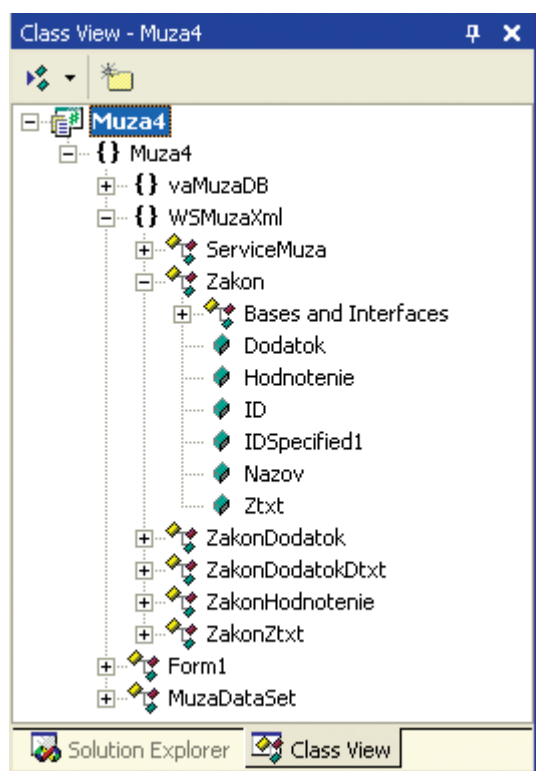 Class View - Muza4
Muza4
{} Muza4
{} vaMuzaDB
{} WSMuzaXml
ServiceMuza
Zakon
Bases and Interfaces
Dodatok
Hodnotenie
ID
IDSpecified1
Nazov
Ztxt
ZakonDodatok
ZakonDodatokDtxt
ZakonHodnotenie
ZakonZtxt
Form1
MuzaDataSet
Solution Explorer Class View